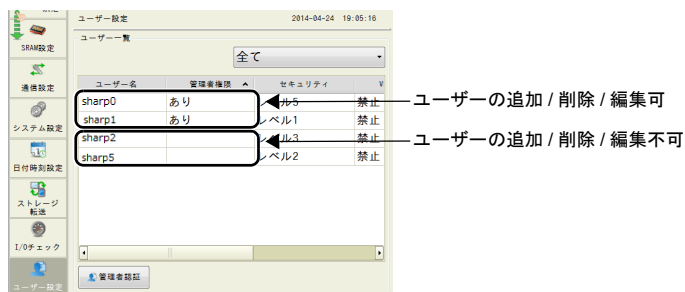 ユーザー設定 2014-04-24 19:05:16
ユーザー一覧
SRAM設定
全て
通信設定
ユーザー名 管理者権限 セキュリティ
sharp0 あり レベル5 禁止
ユーザーの追加 / 削除 / 編集可
sharp1 あり レベル1 禁止
システム設定
sharp2 レベル3 禁止
ユーザーの追加 / 削除 / 編集不可
sharp5 レベル2 禁止
日付時刻設定
ストレージ
転送
I/Oチェック
管理者認証
ユーザー設定